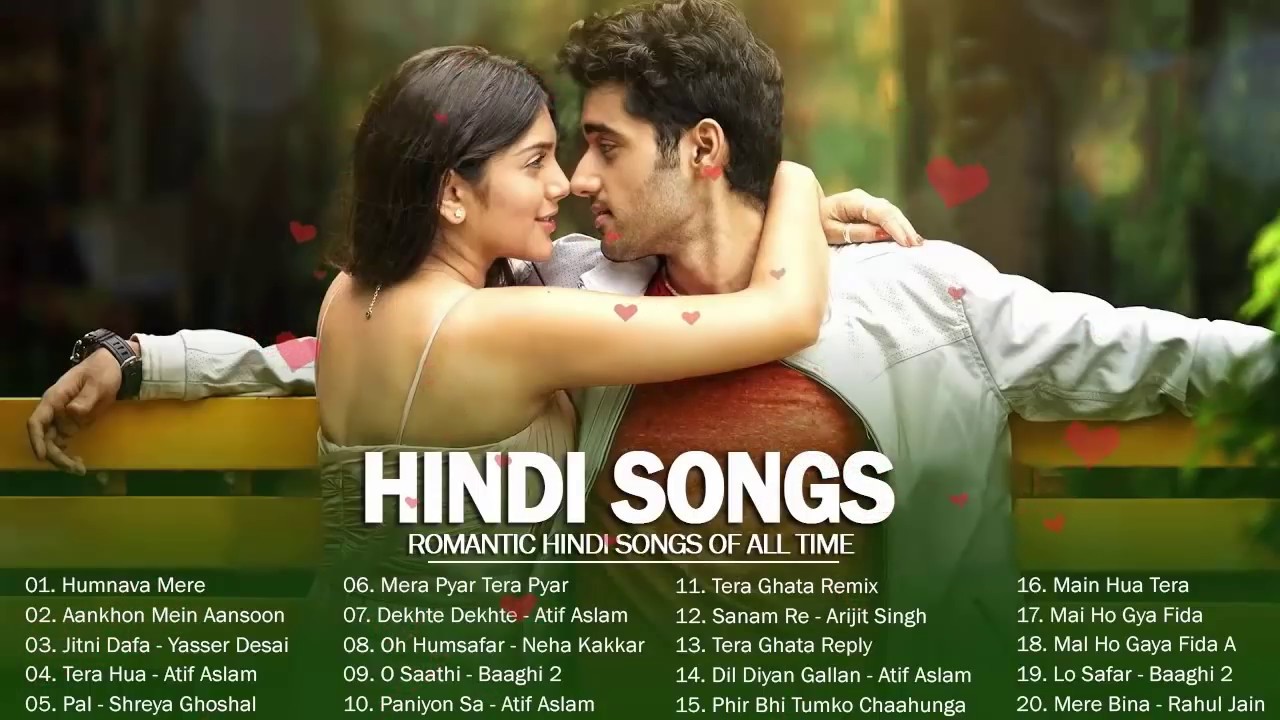 HINDI SONGS
ROMANTIC HINDI SONGS OF ALL TIME
01. Humnava Mere
02. Aankhon Mein Aansoon
03. Jitni Dafa - Yasser Desai
04. Tera Hua - Atif Aslam
05. Pal - Shreya Ghoshal
06. Mera Pyar Tera Pyar
07. Dekhte Dekhte - Atif Aslam
08. Oh Humsafar - Neha Kakkar
09. O Saathi - Baaghi 2
10. Paniyon Sa - Atif Aslam
11. Tera Ghata Remix
12. Sanam Re - Arijit Singh
13. Tera Ghata Reply
14. Dil Diyan Gallan - Atif Aslam
15. Phir Bhi Tumko Chaahunga
16. Main Hua Tera
17. Mai Ho Gya Fida
18. Mal Ho Gaya Fida A
19. Lo Safar - Baaghi 2
20. Mere Bina - Rahul Jain